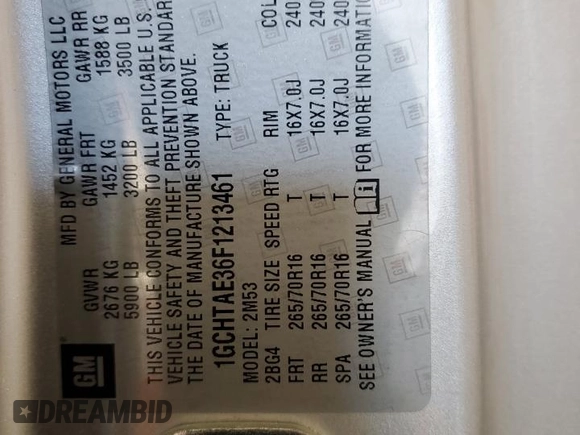 GM
MFD BY GENERAL MOTORS LLC
GVWR GAWR FRT GAWR RR
2676 KG 1452 KG 1588 KG
5900 LB 3200 LB 3500 LB
THIS VEHICLE CONFORMS TO ALL APPLICABLE U.S.
VEHICLE SAFETY AND THEFT PREVENTION STANDAR
THE DATE OF MANUFACTURE SHOWN ABOVE.
1GCHTAE36F1213461 TYPE: TRUCK
MODEL: 2M53
2BG4 TIRE SIZE SPEED RTG RIM COL
FRT 265/70R16 T 16X7.0J 240
RR 265/70R16 T 16X7.0J 240
SPA 265/70R16 T 16X7.0J 240
SEE OWNER'S MANUAL FOR MORE INFORMATION
DREAMBID